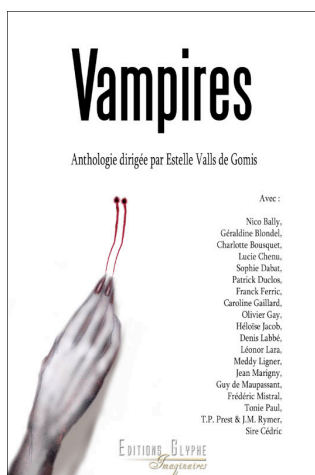 Vampires
Anthologie dirigée par Estelle Valls de Gomis
Avec :
Nico Bally,
Géraldine Blondel,
Charlotte Bousquet,
Lucie Chenu,
Sophie Dabat,
Patrick Duclos,
Franck Ferric,
Caroline Gaillard,
Olivier Gay,
Héloïse Jacob,
Denis Labbé,
Léonor Lara,
Meddy Ligner,
Jean Marigny,
Guy de Maupassant,
Frédéric Mistral,
Tonie Paul,
T.P. Prest & J.M. Rymer,
Sire Cédric
EDITIONS GLYPHE
Imaginaires